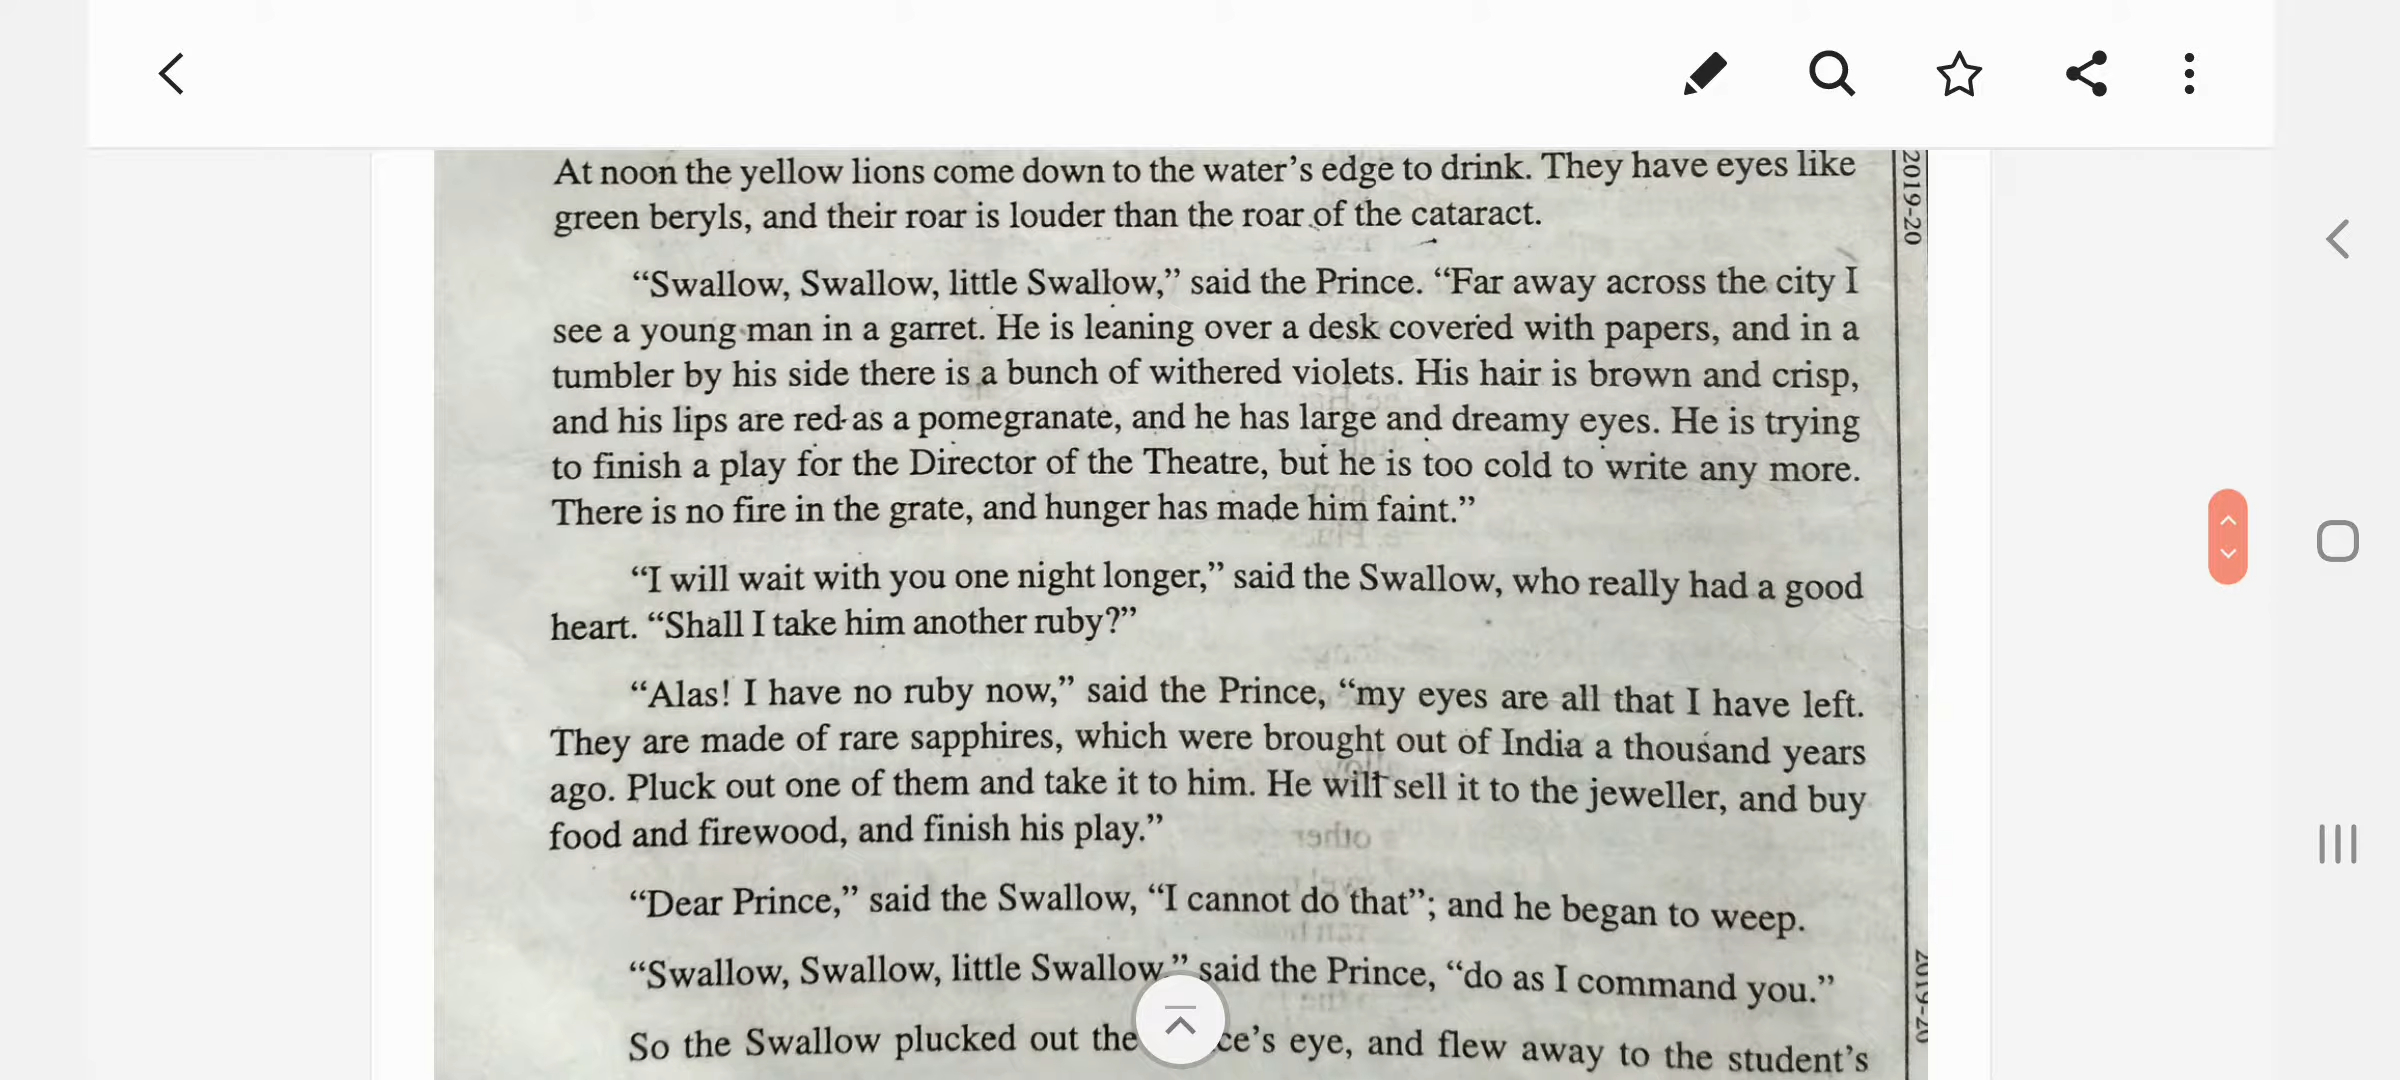 At noon the yellow lions come down to the water’s edge to drink. They have eyes like
green beryls, and their roar is louder than the roar of the cataract.
“Swallow, Swallow, little Swallow,” said the Prince. “Far away across the city I
see a young man in a garret. He is leaning over a desk covered with papers, and in a
tumbler by his side there is a bunch of withered violets. His hair is brown and crisp,
and his lips are red as a pomegranate, and he has large and dreamy eyes. He is trying
to finish a play for the Director of the Theatre, but he is too cold to write any more.
There is no fire in the grate, and hunger has made him faint.”
“I will wait with you one night longer,” said the Swallow, who really had a good
heart. “Shall I take him another ruby?”
“Alas! I have no ruby now,” said the Prince, “my eyes are all that I have left.
They are made of rare sapphires, which were brought out of India a thousand years
ago. Pluck out one of them and take it to him. He will sell it to the jeweller, and buy
food and firewood, and finish his play.”
“Dear Prince,” said the Swallow, “I cannot do that”; and he began to weep.
“Swallow, Swallow, little Swallow,” said the Prince, “do as I command you.”
So the Swallow plucked out the ce’s eye, and flew away to the student’s
2019-20
2019-20